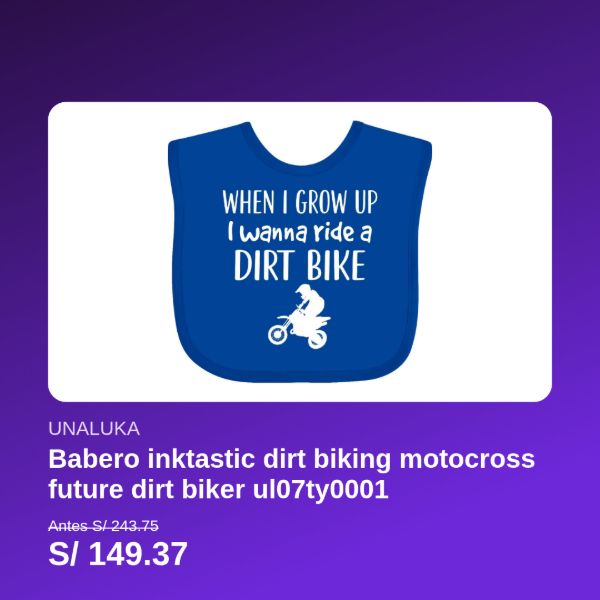 WHEN I GROW UP
I wanna ride a
DIRT BIKE
UNALUKA
Babero inktastic dirt biking motocross
future dirt biker ul07ty0001
Antes S/ 243.75
S/ 149.37